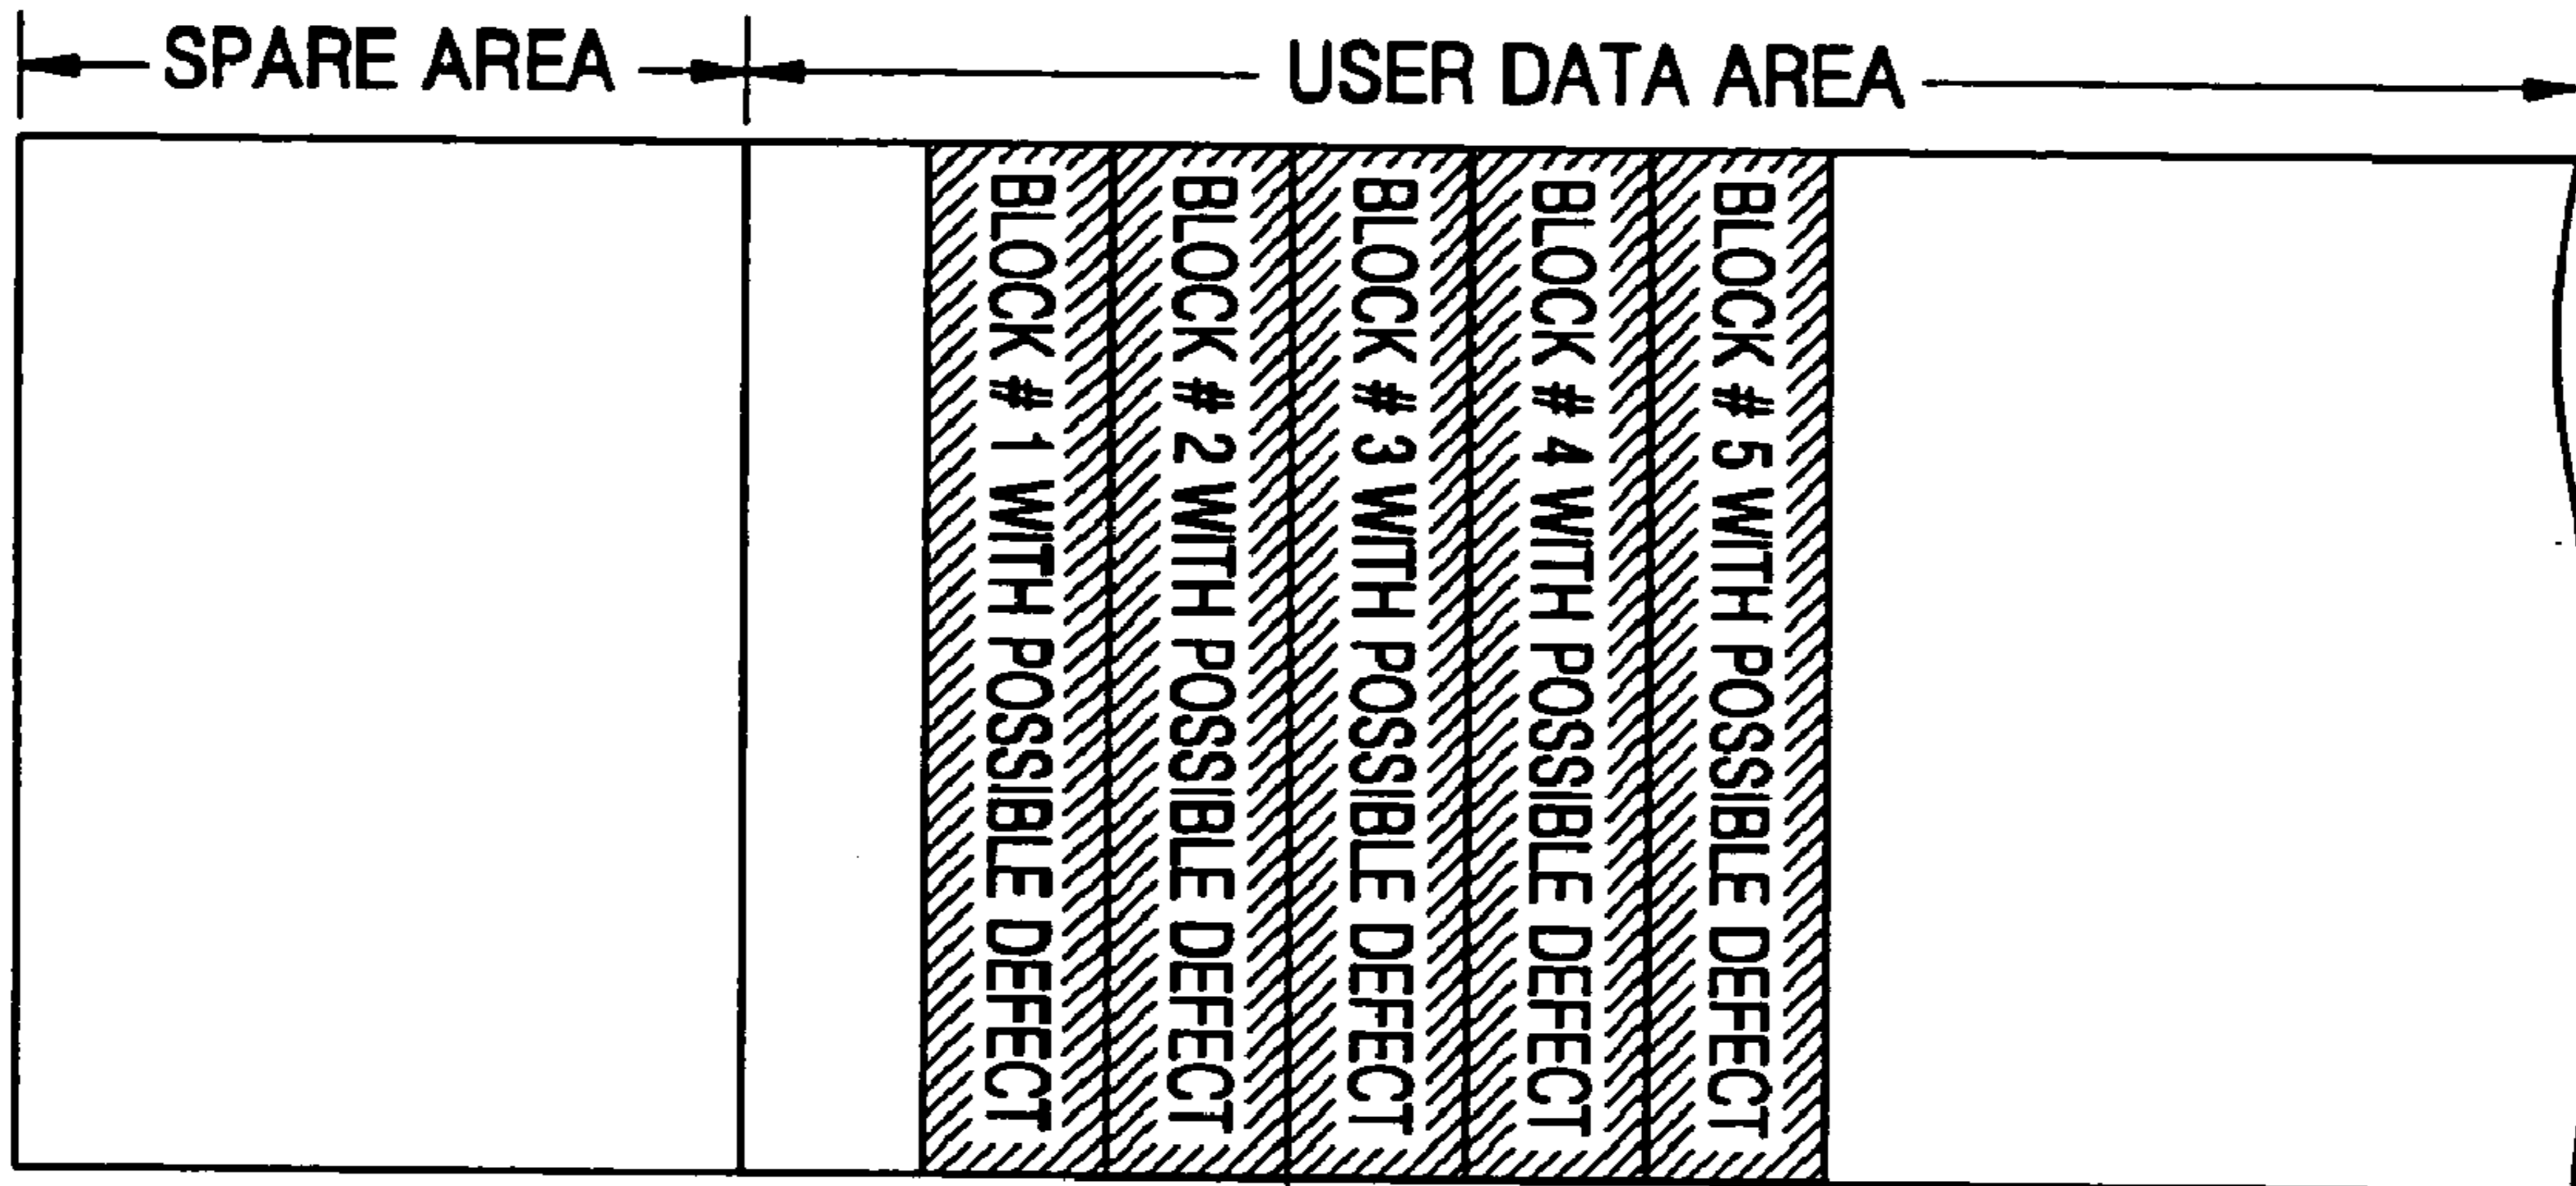 SPARE AREA
USER DATA AREA
BLOCK # 1 WITH POSSIBLE DEFECT
BLOCK # 2 WITH POSSIBLE DEFECT
BLOCK # 3 WITH POSSIBLE DEFECT
BLOCK # 4 WITH POSSIBLE DEFECT
BLOCK # 5 WITH POSSIBLE DEFECT